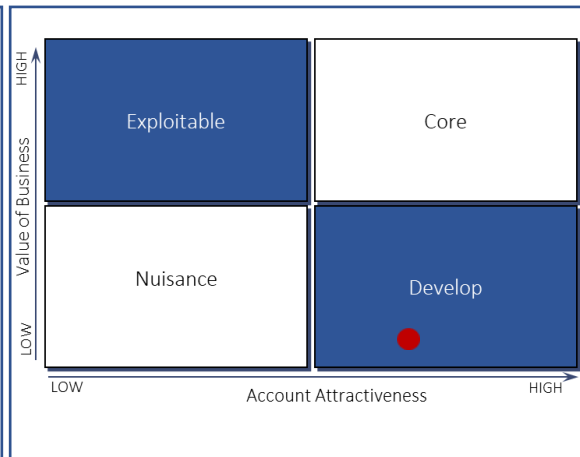 HIGH
Exploitable
Core
Value of Business
Nuisance
Develop
LOW
LOW
HIGH
Account Attractiveness